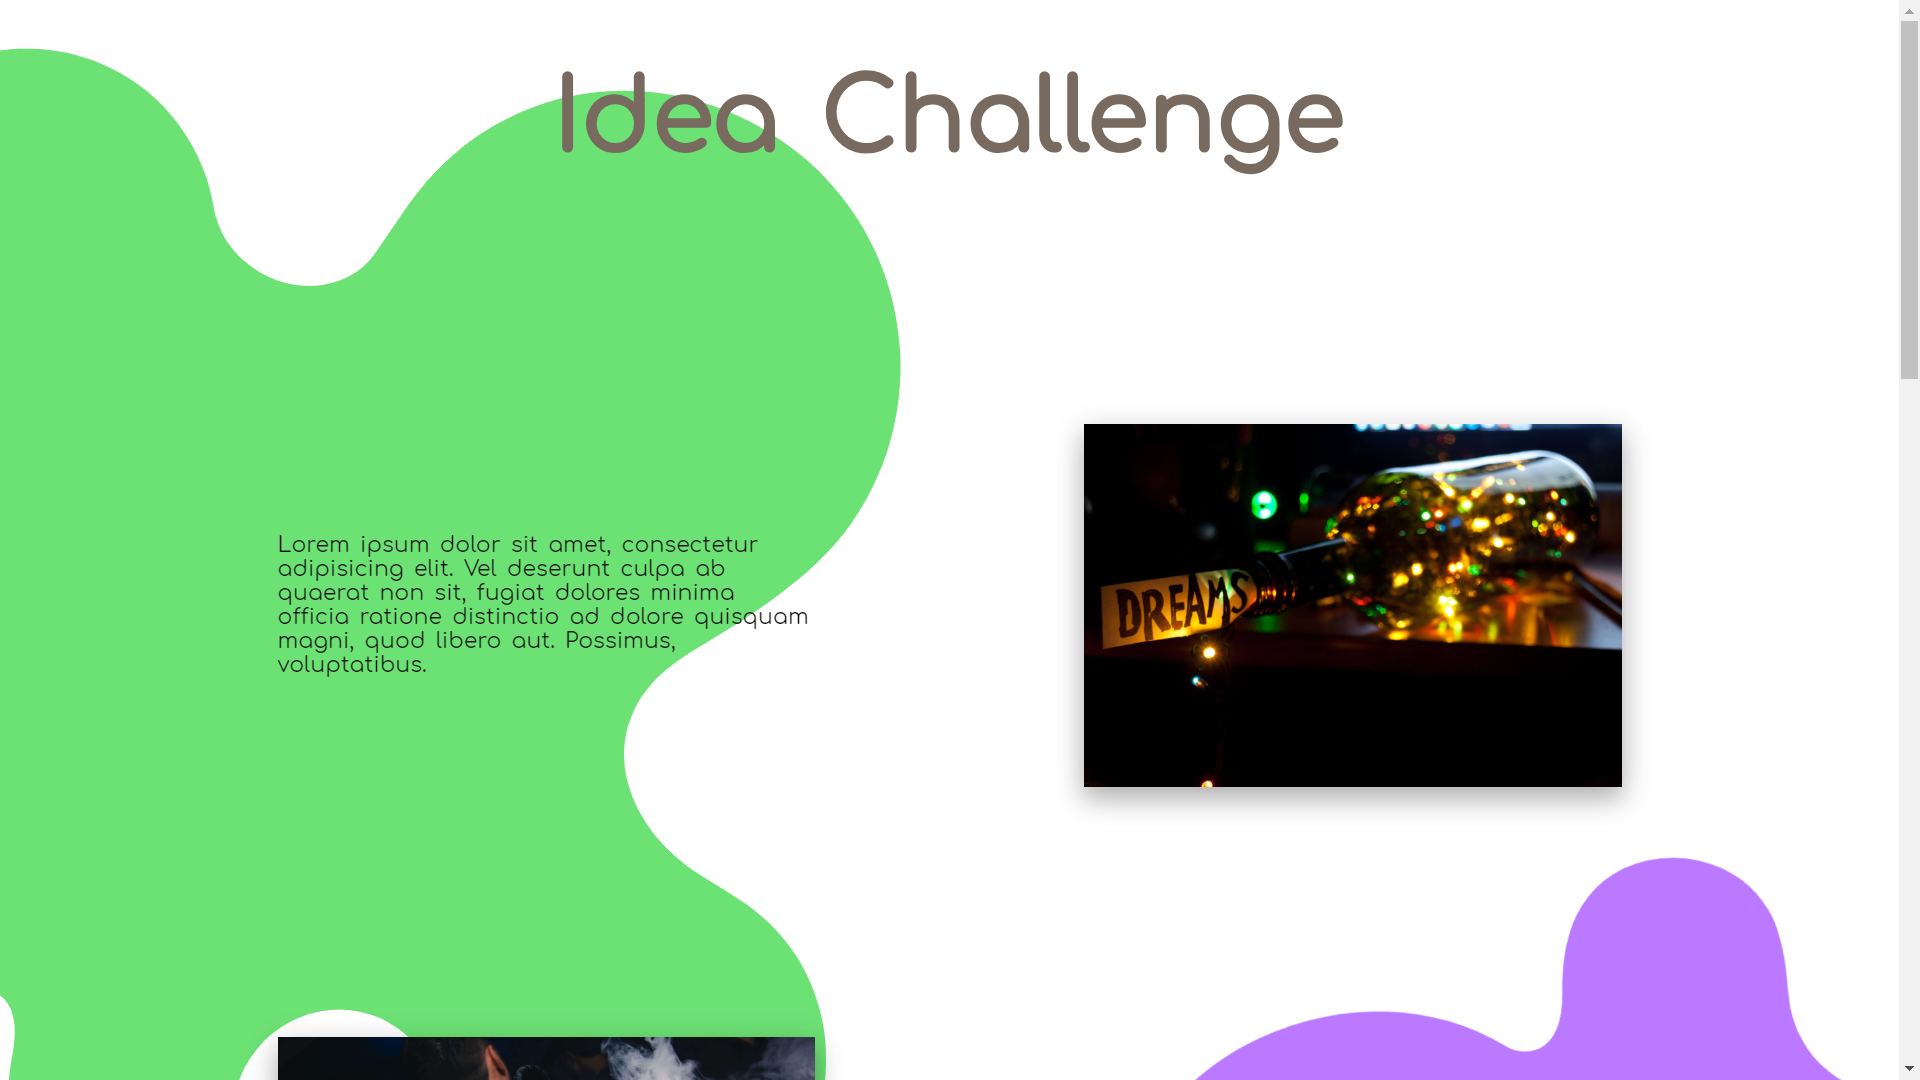 Idea Challenge
Lorem ipsum dolor sit amet, consectetur
adipisicing elit. Vel deserunt culpa ab
quaerat non sit, fugiat dolores minima
officia ratione distinctio ad dolore quisquam
magni, quod libero aut. Possimus,
voluptatibus.
DREAMS